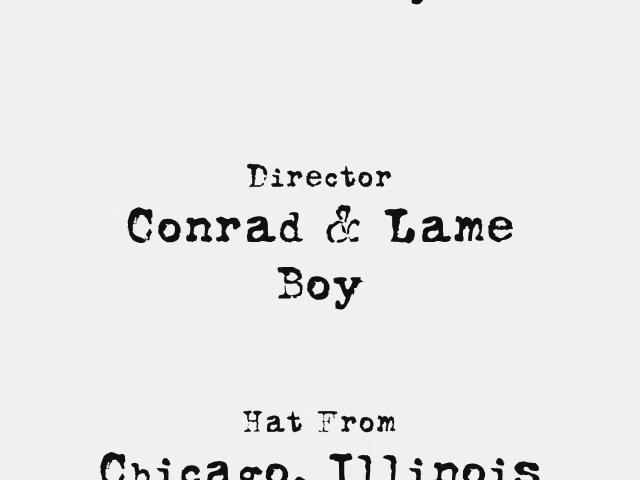 Director
Conrad & Lame
Boy
Hat From
Chicago, Illinois